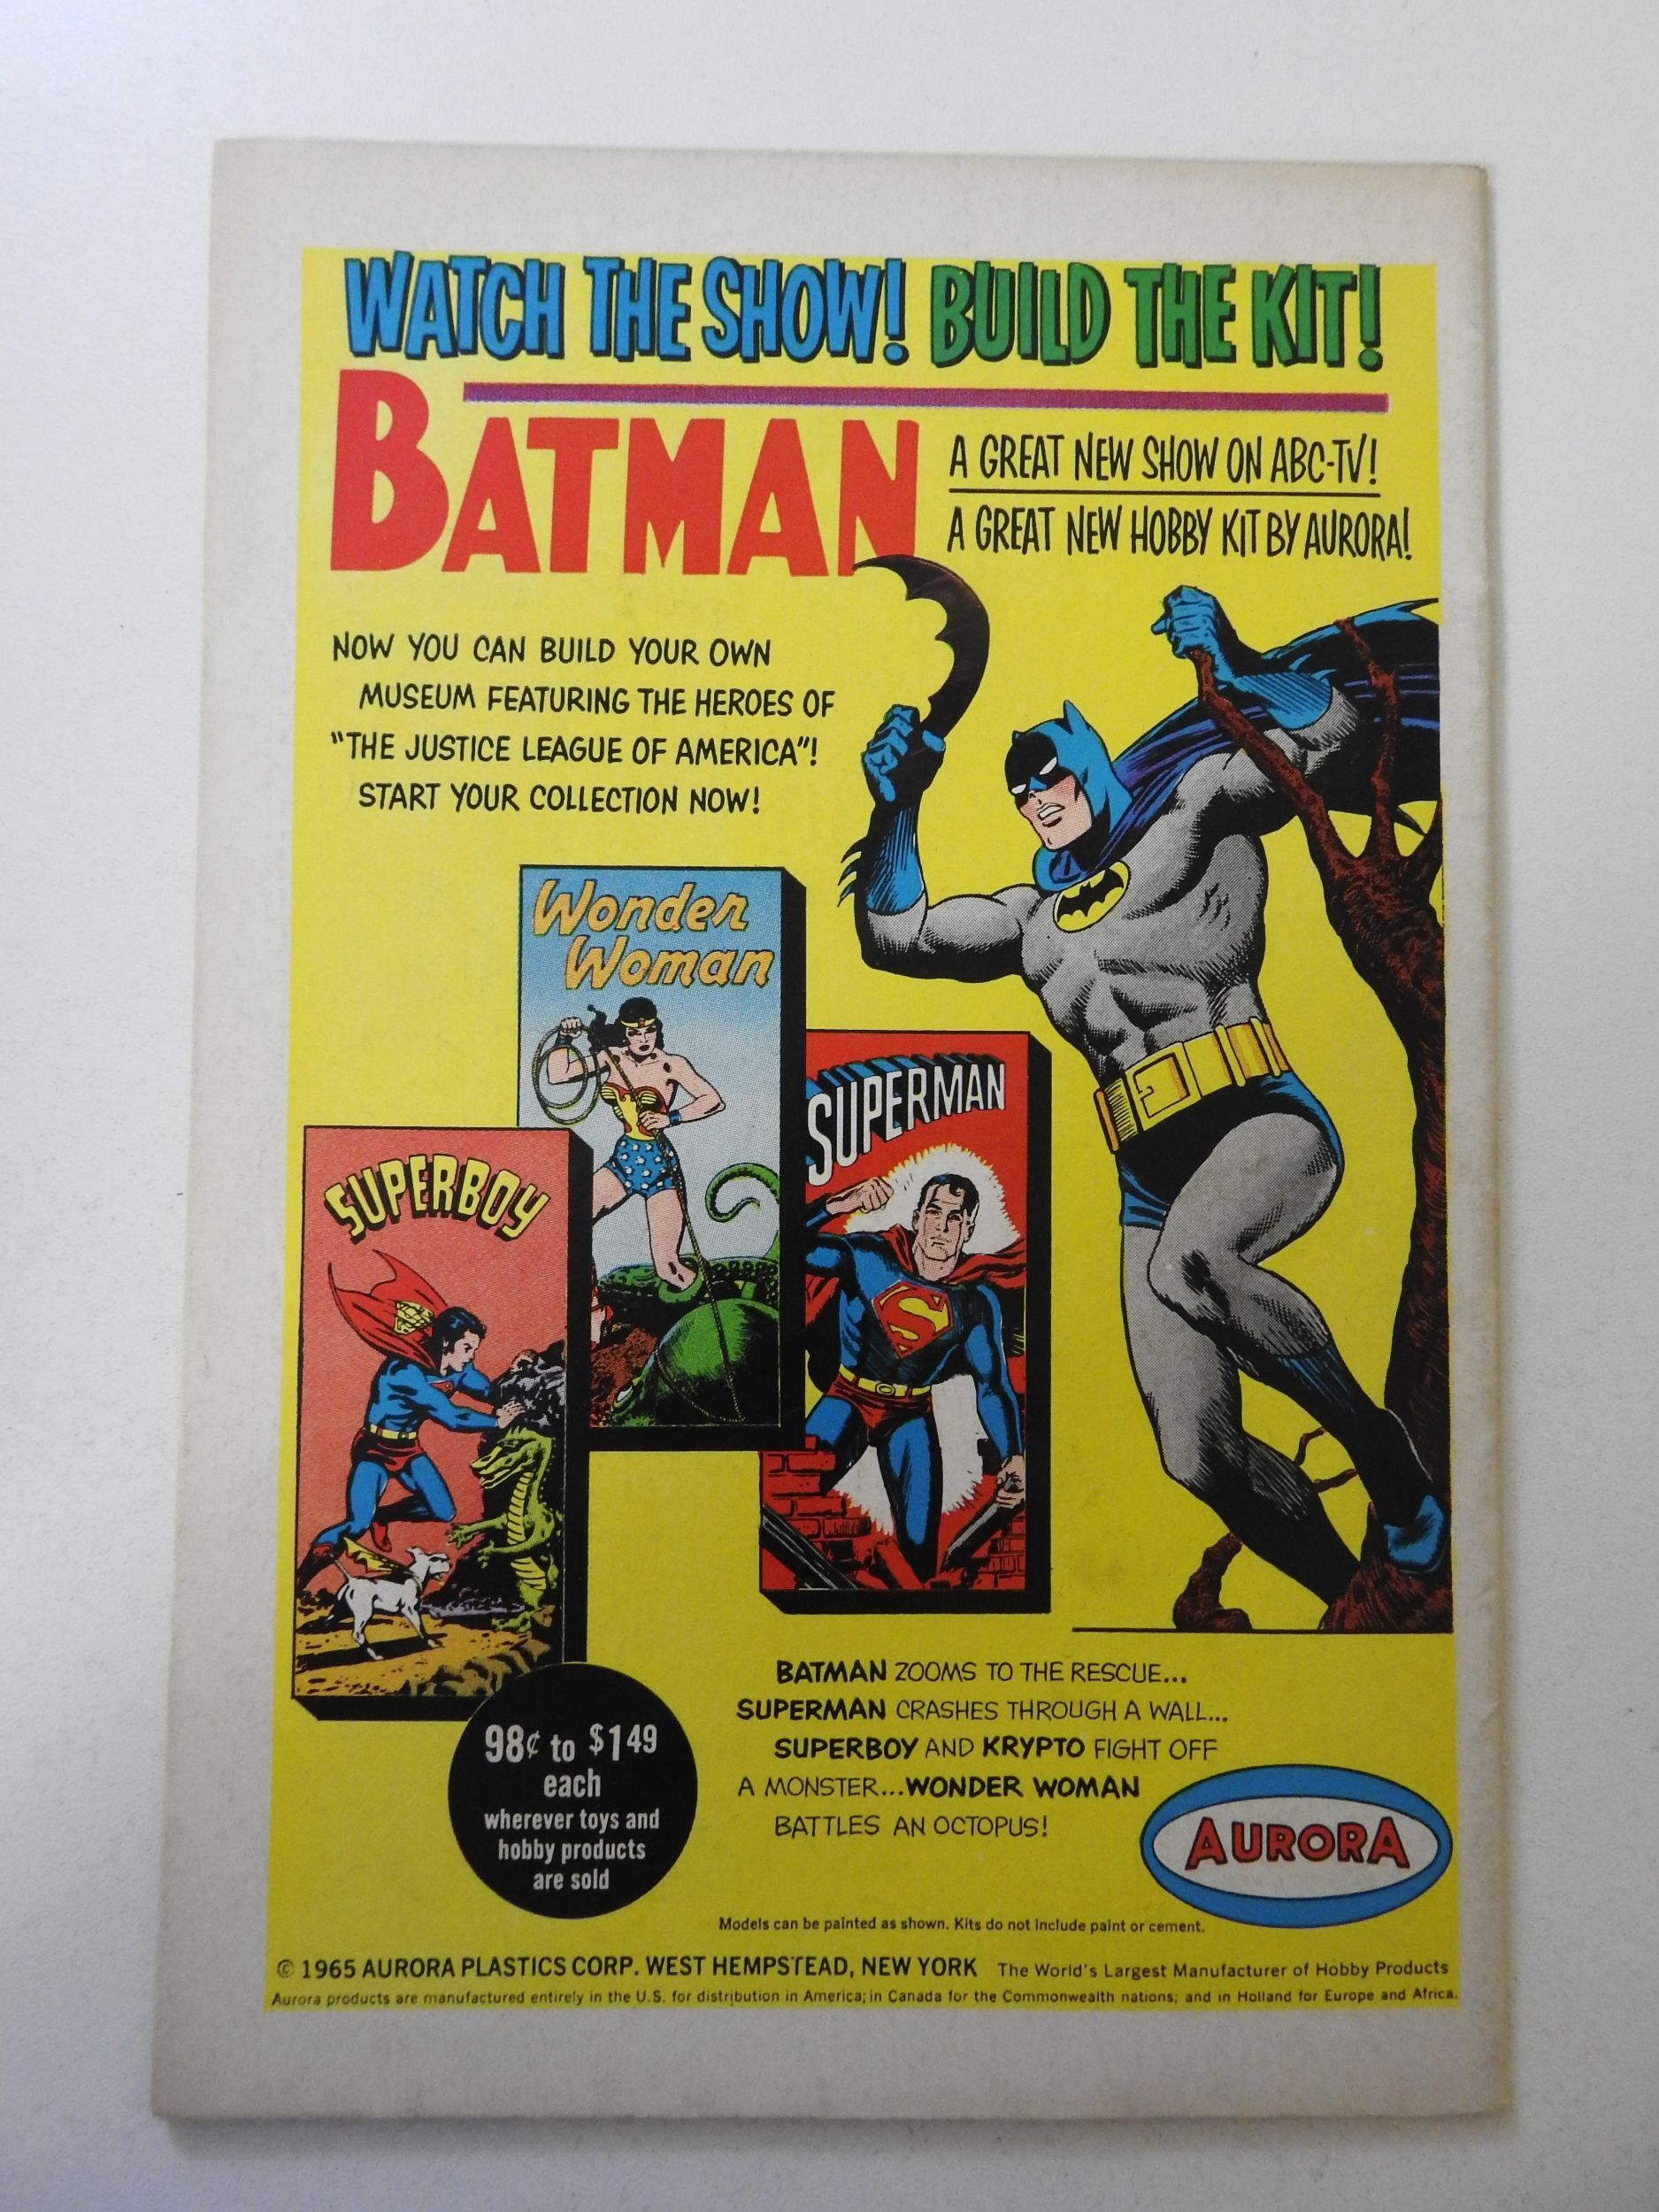 WATCH THE SHOW! BUILD THE KIT!
BATMAN
A GREAT NEW SHOW ON ABC-TV!
A GREAT NEW HOBBY KIT BY AURORA!
NOW YOU CAN BUILD YOUR OWN
MUSEUM FEATURING THE HEROES OF
"THE JUSTICE LEAGUE OF AMERICA"!
START YOUR COLLECTION NOW!
Wonder
Woman
SUPERMAN
S
SUPERBOY
BATMAN ZOOMS TO THE RESCUE...
SUPERMAN CRASHES THROUGH A WALL...
SUPERBOY AND KRYPTO FIGHT OFF
A MONSTER...WONDER WOMAN
BATTLES AN OCTOPUS!
98¢ to $149
each
wherever toys and
hobby products
are sold
AURORA
Models can be painted as shown. Kits do not include paint or cement.
© 1965 AURORA PLASTICS CORP. WEST HEMPSTEAD, NEW YORK The World's Largest Manufacturer of Hobby Products
Aurora products are manufactured entirely in the U.S. for distribution in America; in Canada for the Commonwealth nations; and in Holland for Europe and Africa.